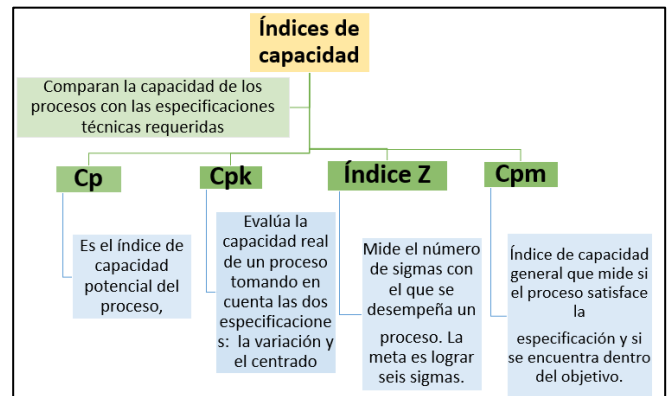 Índices de
capacidad
Comparan la capacidad de los
procesos con las especificaciones
técnicas requeridas
Cp
Cpk
Índice Z
Cpm
Es el índice de
capacidad
potencial del
proceso,
Evalúa la
capacidad real
de un proceso
tomando en
cuenta las dos
especificacione
s: la variación y
el centrado
Mide el número
de sigmas con
el que se
desempeña un
proceso. La
meta es lograr
seis sigmas.
Índice de capacidad
general que mide si
el proceso satisface
la
especificación y si
se encuentra dentro
del objetivo.